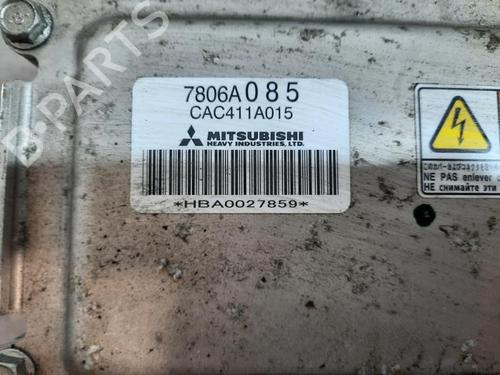 B-PARTS
7806A085
CAC411A015
MITSUBISHI
HEAVY INDUSTRIES, LTD.
*HBA0027859*
NE PAS enlever
НЕ снимайте эти